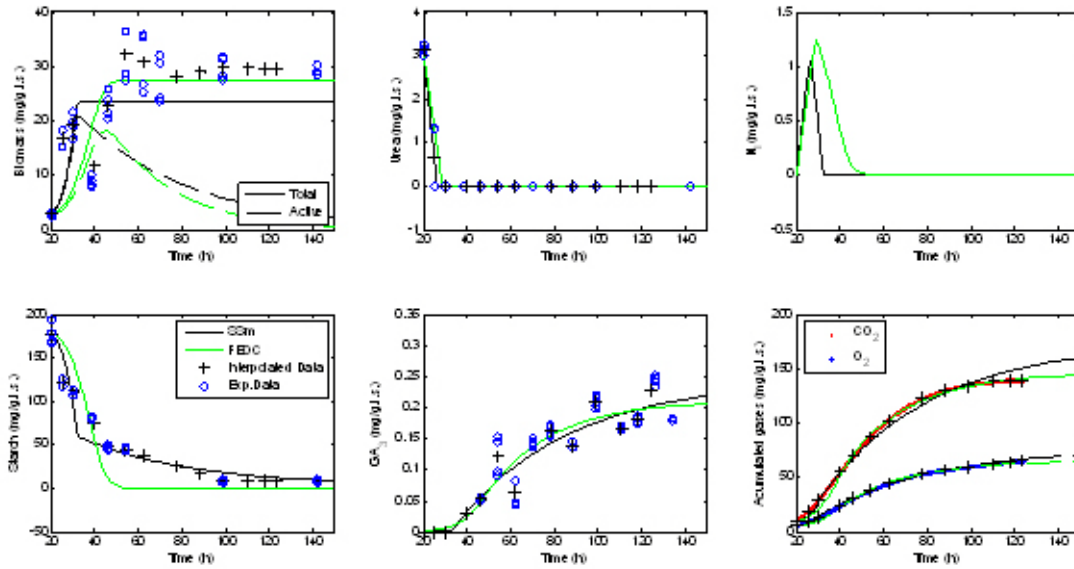 40
30
20
10
0
Biomass (mg/g.i.s.)
Total
Active
20 40 60 80 100 120 140
Time (h)
4
3
2
1
0
-1
Urea (mg/g.i.s.)
20 40 60 80 100 120 140
Time (h)
1.5
1
0.5
0
-0.5
(mg/g.i.s.)
20 40 60 80 100 120 140
Time (h)
200
150
100
50
0
-50
Starch (mg/g.i.s.)
SSm
Interpolated Data
Exp.Data
20 40 60 80 100 120 140
Time (h)
0.35
0.3
0.25
0.2
0.15
0.1
0.05
0
GA3 (mg/g.i.s.)
20 40 60 80 100 120 140
Time (h)
200
150
100
50
0
Acumulated gases (mg/g.i.s.)
CO2
O2
20 40 60 80 100 120 140
Time (h)